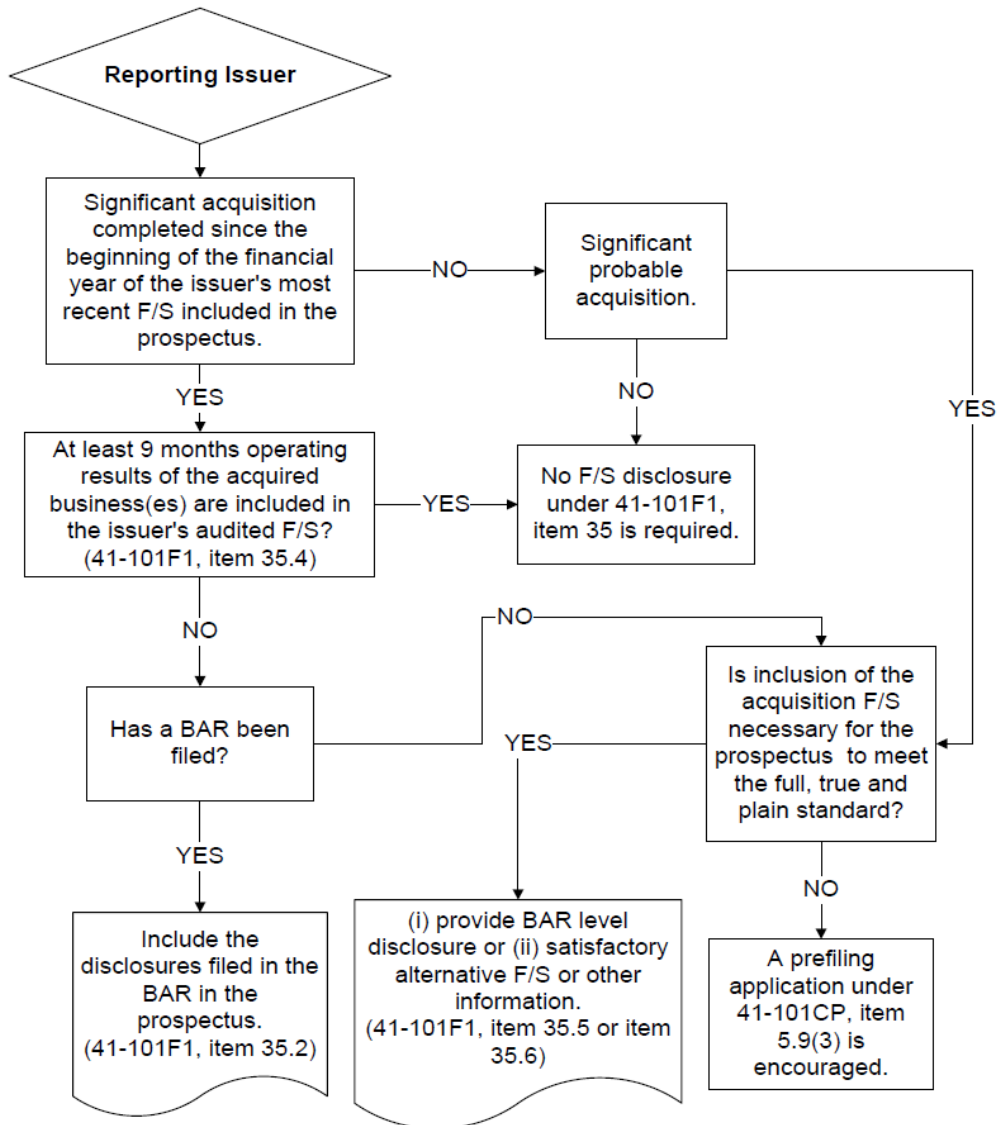 Reporting Issuer
Significant acquisition
completed since the
beginning of the financial
year of the issuer's most
recent F/S included in the
prospectus.
NO
Significant
probable
acquisition.
YES
NO
YES
At least 9 months operating
results of the acquired
business(es) are included in
the issuer's audited F/S?
(41-101F1, item 35.4)
YES
No F/S disclosure
under 41-101F1,
item 35 is required.
NO
NO
Has a BAR been
filed?
Is inclusion of the
acquisition F/S
necessary for the
prospectus to meet
the full, true and
plain standard?
YES
YES
NO
Include the
disclosures filed in the
BAR in the
prospectus.
(41-101F1, item 35.2)
(i) provide BAR level
disclosure or (ii) satisfactory
alternative F/S or other
information.
(41-101F1, item 35.5 or item
35.6)
A prefiling
application under
41-101CP, item
5.9(3) is
encouraged.